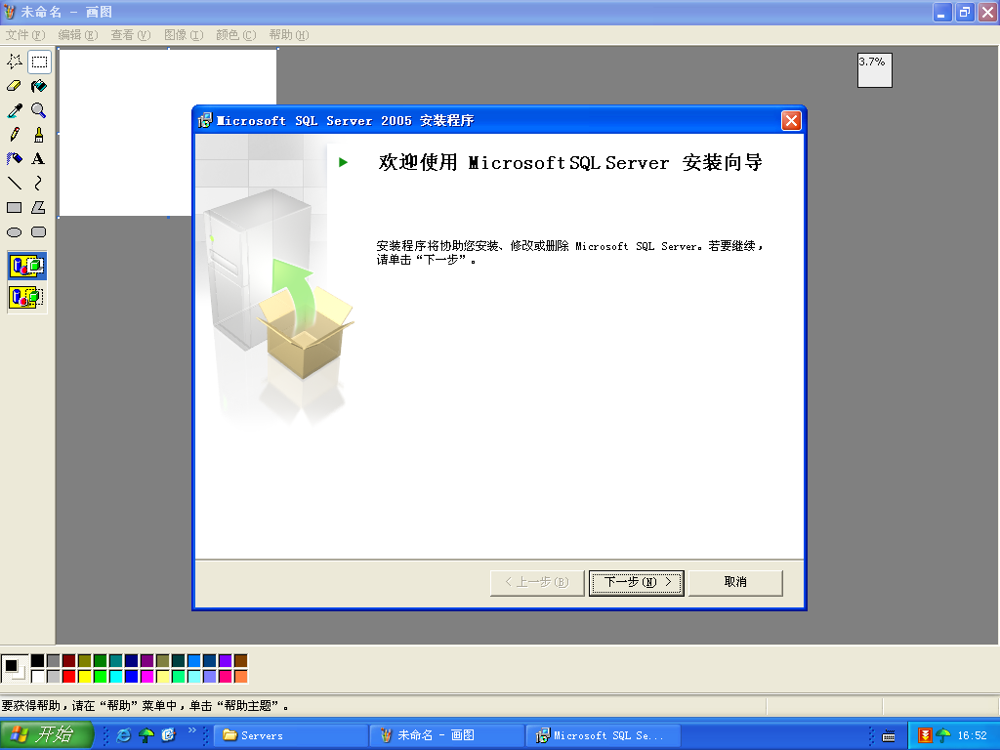 未命名 - 画图
文件(F) 编辑(E) 查看(V) 图像(I) 颜色(C) 帮助(H)
3.7%
Microsoft SQL Server 2005 安装程序
欢迎使用 Microsoft SQL Server 安装向导
安装程序将协助您安装、修改或删除 Microsoft SQL Server。若要继续，
请单击“下一步”。
< 上一步(B) 下一步(N) > 取消
要获得帮助，请在“帮助”菜单中，单击“帮助主题”。
开始 Servers 未命名 - 画图 Microsoft SQL Se... 16:52